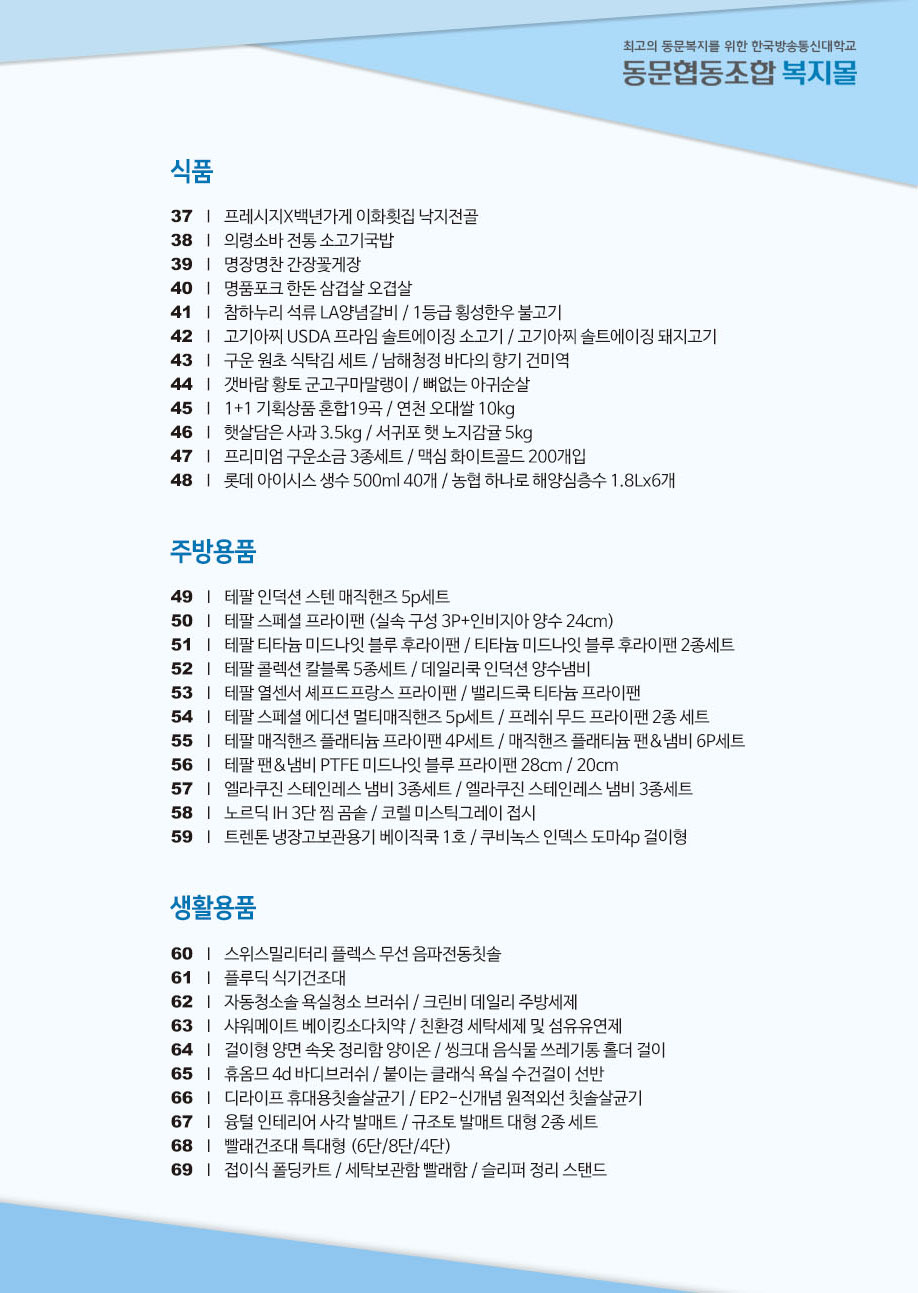 최고의 동문복지를 위한 한국방송통신대학교
동문협동조합 복지몰
식품
37 | 프레시지X백년가게 이화횟집 낙지전골
38 | 의령소바 전통 소고기국밥
39 | 명장명찬 간장꽃게장
40 | 명품포크 한돈 삼겹살 오겹살
41 | 참하누리 석류 LA양념갈비 / 1등급 횡성한우 불고기
42 | 고기아찌 USDA 프라임 솔트에이징 소고기 / 고기아찌 솔트에이징 돼지고기
43 | 구운 원초 식탁김 세트 / 남해청정 바다의 향기 건미역
44 | 갯바람 황토 군고구마말랭이 / 뼈없는 아귀순살
45 | 1+1 기획상품 혼합19곡 / 연천 오대쌀 10kg
46 | 햇살담은 사과 3.5kg / 서귀포 햇 노지감귤 5kg
47 | 프리미엄 구운소금 3종세트 / 맥심 화이트골드 200개입
48 | 롯데 아이시스 생수 500ml 40개 / 농협 하나로 해양심층수 1.8Lx6개
주방용품
49 | 테팔 인덕션 스텐 매직핸즈 5p세트
50 | 테팔 스페셜 프라이팬 (실속 구성 3P+인비지아 양수 24cm)
51 | 테팔 티타늄 미드나잇 블루 후라이팬 / 티타늄 미드나잇 블루 후라이팬 2종세트
52 | 테팔 콜렉션 칼블록 5종세트 / 데일리쿡 인덕션 양수냄비
53 | 테팔 열센서 셰프드프랑스 프라이팬 / 밸리드쿡 티타늄 프라이팬
54 | 테팔 스페셜 에디션 멀티매직핸즈 5p세트 / 프레쉬 무드 프라이팬 2종 세트
55 | 테팔 매직핸즈 플래티늄 프라이팬 4P세트 / 매직핸즈 플래티늄 팬&냄비 6P세트
56 | 테팔 팬&냄비 PTFE 미드나잇 블루 프라이팬 28cm / 20cm
57 | 엘라쿠진 스테인레스 냄비 3종세트 / 엘라쿠진 스테인레스 냄비 3종세트
58 | 노르딕 IH 3단 찜 곰솥 / 코렐 미스틱그레이 접시
59 | 트렌톤 냉장고보관용기 베이직쿡 1호 / 쿠비녹스 인덱스 도마4p 걸이형
생활용품
60 | 스위스밀리터리 플렉스 무선 음파전동칫솔
61 | 플루딕 식기건조대
62 | 자동청소솔 욕실청소 브러쉬 / 크린비 데일리 주방세제
63 | 샤워메이트 베이킹소다치약 / 친환경 세탁세제 및 섬유유연제
64 | 걸이형 양면 속옷 정리함 양이온 / 씽크대 음식물 쓰레기통 홀더 걸이
65 | 휴옴므 4d 바디브러쉬 / 붙이는 클래식 욕실 수건걸이 선반
66 | 디라이프 휴대용칫솔살균기 / EP2-신개념 원적외선 칫솔살균기
67 | 융털 인테리어 사각 발매트 / 규조토 발매트 대형 2종 세트
68 | 빨래건조대 특대형 (6단/8단/4단)
69 | 접이식 폴딩카트 / 세탁보관함 빨래함 / 슬리퍼 정리 스탠드